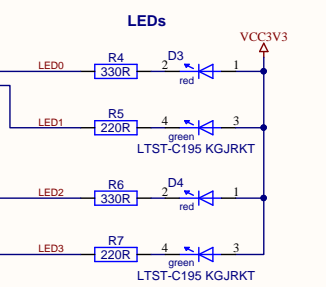 LEDs
VCC3V3
R4 D3
LED0 330R 2 1
red
R5
LED1 220R 4 3
green
LTST-C195 KGJRKT
R6 D4
LED2 330R 2 1
red
R7
LED3 220R 4 3
green
LTST-C195 KGJRKT